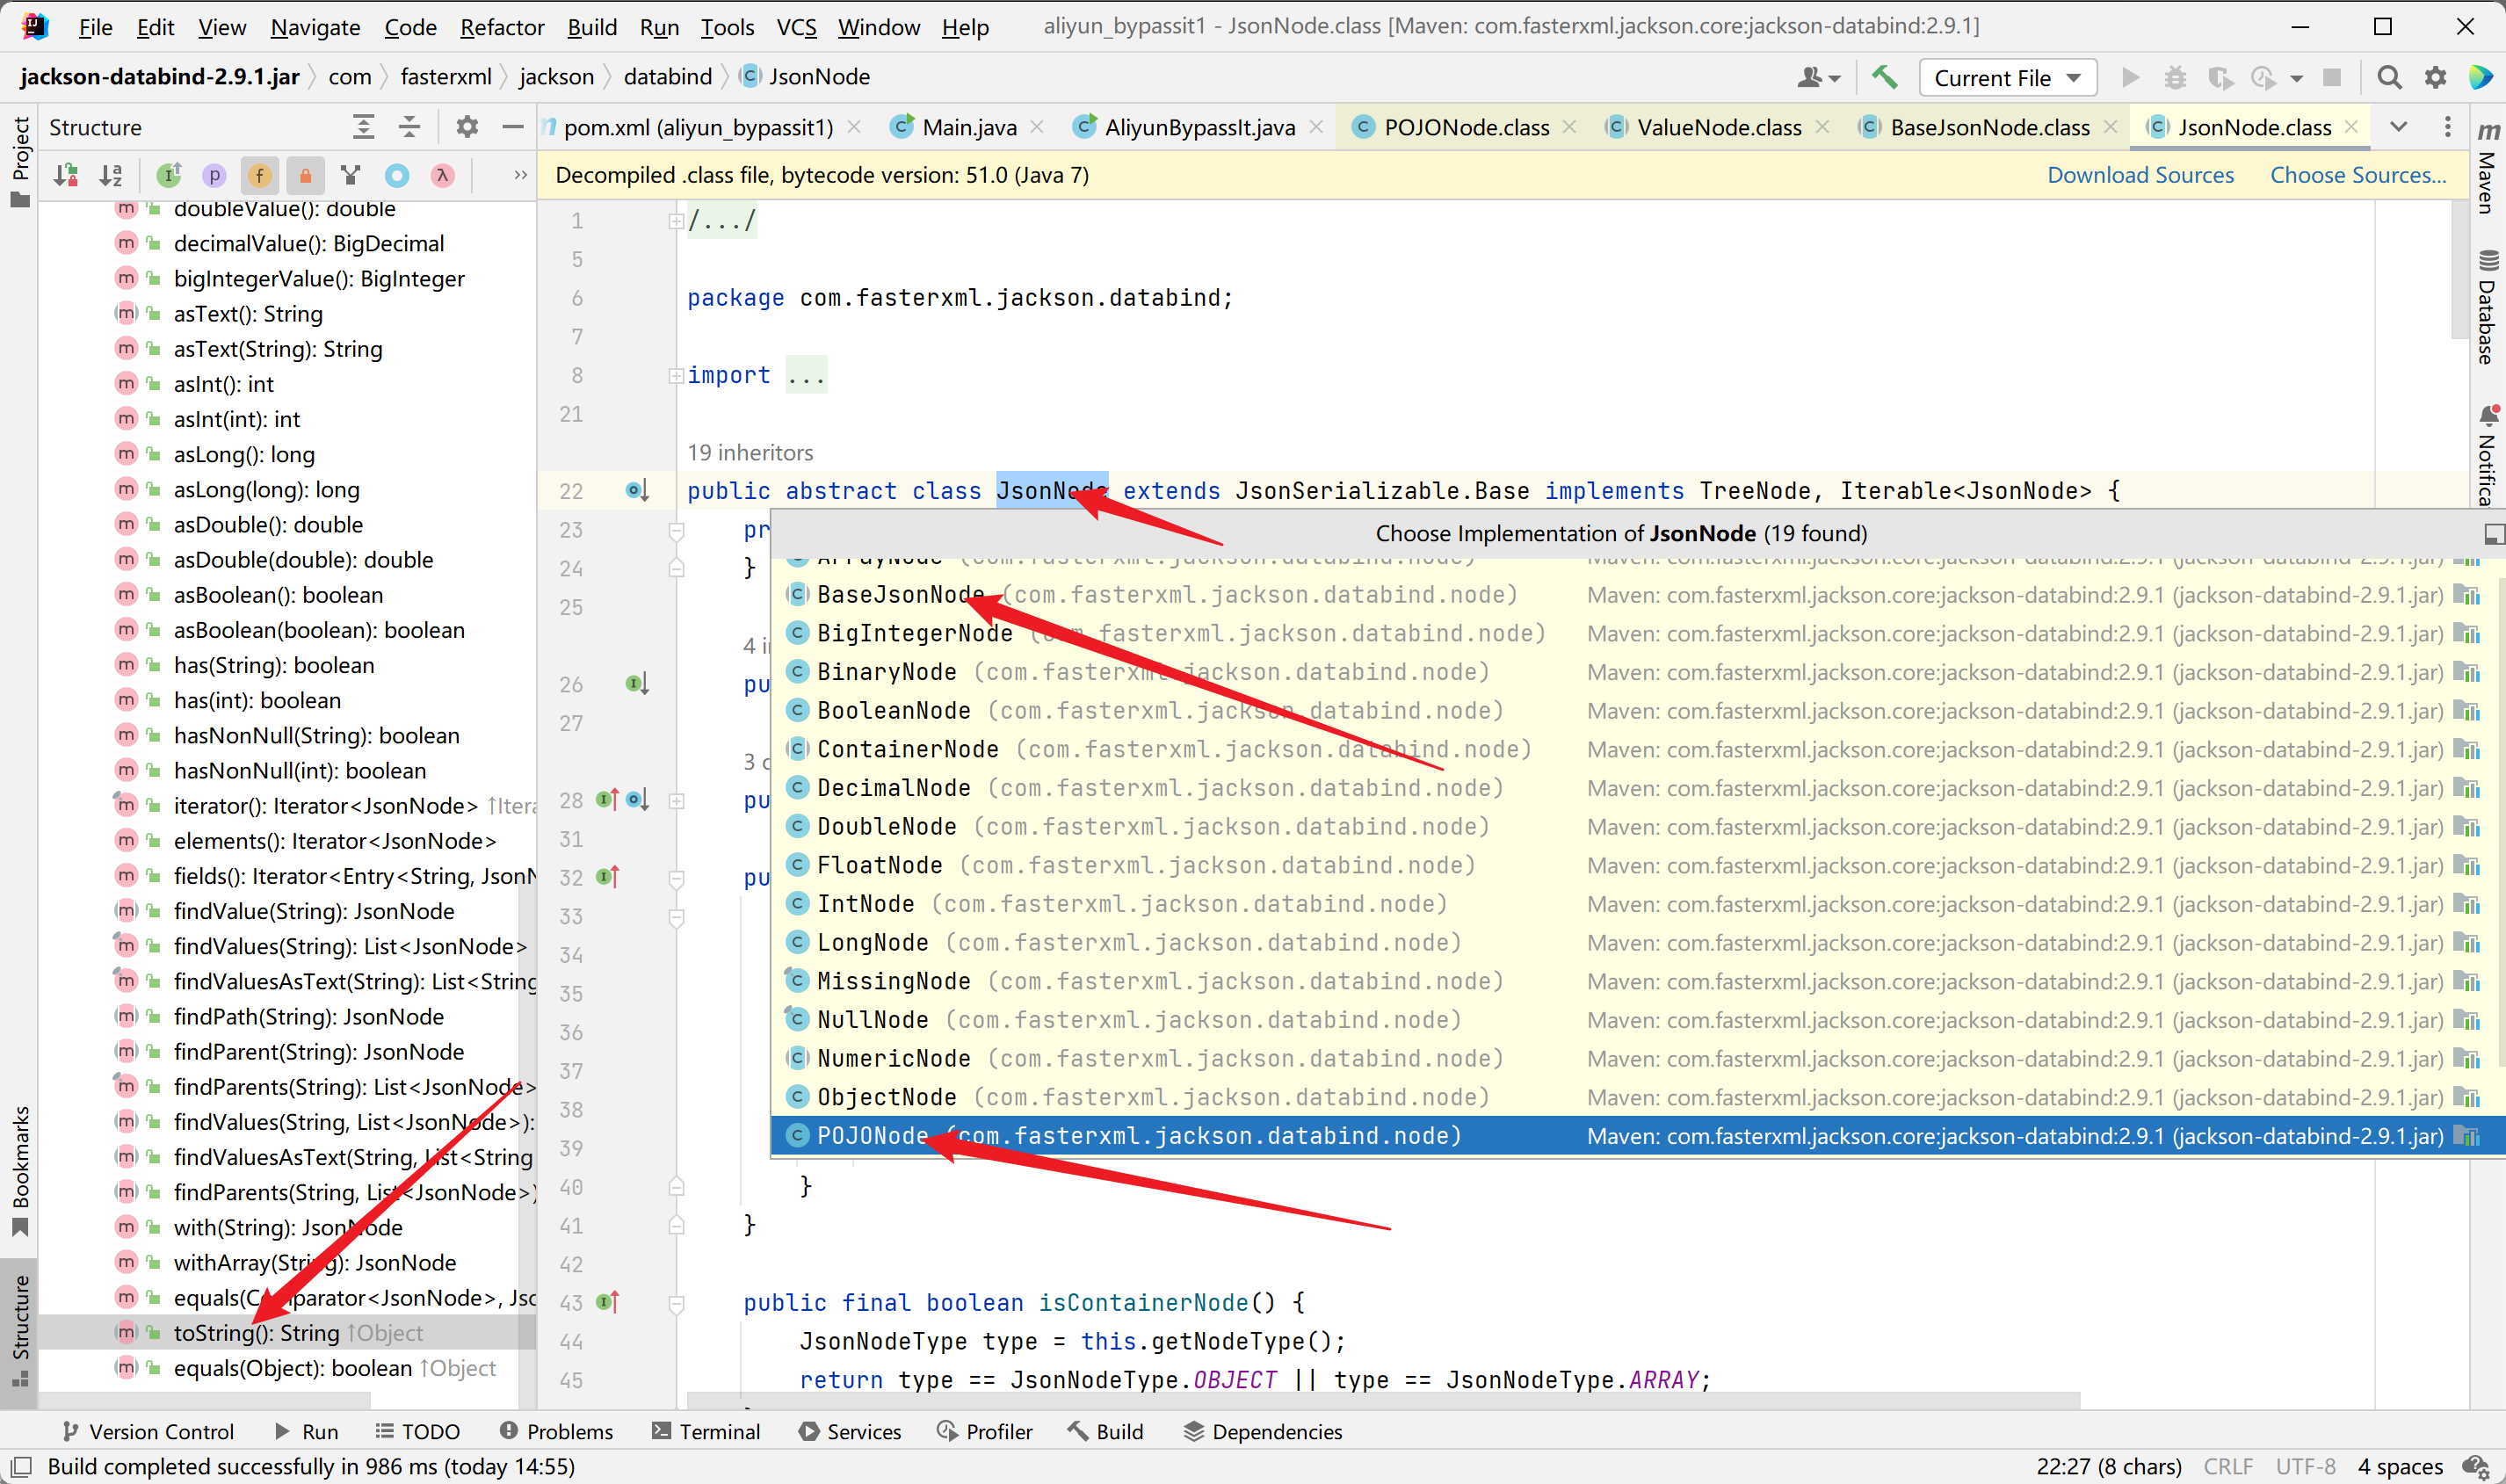 File Edit View Navigate Code Refactor Build Run Tools VCS Window Help aliyun_bypassit1 - JsonNode.class [Maven: com.fasterxml.jackson.core:jackson-databind:2.9.1]
jackson-databind-2.9.1.jar com fasterxml jackson databind JsonNode Current File
Project
Structure
pom.xml (aliyun_bypassit1) Main.java AliyunBypassIt.java POJONode.class ValueNode.class BaseJsonNode.class JsonNode.class
Decompiled .class file, bytecode version: 51.0 (Java 7) Download Sources Choose Sources...
doubleValue(): double
decimalValue(): BigDecimal
bigIntegerValue(): BigInteger
asText(): String
asText(String): String
asInt(): int
asInt(int): int
asLong(): long
asLong(long): long
asDouble(): double
asDouble(double): double
asBoolean(): boolean
asBoolean(boolean): boolean
has(String): boolean
has(int): boolean
hasNonNull(String): boolean
hasNonNull(int): boolean
iterator(): Iterator<JsonNode> ↑Itera
elements(): Iterator<JsonNode>
fields(): Iterator<Entry<String, JsonN
findValue(String): JsonNode
findValues(String): List<JsonNode>
findValuesAsText(String): List<String
findPath(String): JsonNode
findParent(String): JsonNode
findParents(String): List<JsonNode>
findValues(String, List<JsonNode>):
findValuesAsText(String, List<String
findParents(String, List<JsonNode>)
with(String): JsonNode
withArray(String): JsonNode
equals(Comparator<JsonNode>, Jsc
toString(): String ↑Object
equals(Object): boolean ↑Object
1 /.../
5
6 package com.fasterxml.jackson.databind;
7
8 import ...
21
19 inheritors
22 public abstract class JsonNode extends JsonSerializable.Base implements TreeNode, Iterable<JsonNode> {
23 pr
24 }
25
4 i
26 pu
27
3 c
28 pu
31
32 pu
33
34
35
36
37
38
39
40 }
41 }
42
43 public final boolean isContainerNode() {
44 JsonNodeType type = this.getNodeType();
45 return type == JsonNodeType.OBJECT || type == JsonNodeType.ARRAY;
Choose Implementation of JsonNode (19 found)
ArrayNode (com.fasterxml.jackson.databind.node) Maven: com.fasterxml.jackson.core:jackson-databind:2.9.1 (jackson-databind-2.9.1.jar)
BaseJsonNode (com.fasterxml.jackson.databind.node) Maven: com.fasterxml.jackson.core:jackson-databind:2.9.1 (jackson-databind-2.9.1.jar)
BigIntegerNode (com.fasterxml.jackson.databind.node) Maven: com.fasterxml.jackson.core:jackson-databind:2.9.1 (jackson-databind-2.9.1.jar)
BinaryNode (com.fasterxml.jackson.databind.node) Maven: com.fasterxml.jackson.core:jackson-databind:2.9.1 (jackson-databind-2.9.1.jar)
BooleanNode (com.fasterxml.jackson.databind.node) Maven: com.fasterxml.jackson.core:jackson-databind:2.9.1 (jackson-databind-2.9.1.jar)
ContainerNode (com.fasterxml.jackson.databind.node) Maven: com.fasterxml.jackson.core:jackson-databind:2.9.1 (jackson-databind-2.9.1.jar)
DecimalNode (com.fasterxml.jackson.databind.node) Maven: com.fasterxml.jackson.core:jackson-databind:2.9.1 (jackson-databind-2.9.1.jar)
DoubleNode (com.fasterxml.jackson.databind.node) Maven: com.fasterxml.jackson.core:jackson-databind:2.9.1 (jackson-databind-2.9.1.jar)
FloatNode (com.fasterxml.jackson.databind.node) Maven: com.fasterxml.jackson.core:jackson-databind:2.9.1 (jackson-databind-2.9.1.jar)
IntNode (com.fasterxml.jackson.databind.node) Maven: com.fasterxml.jackson.core:jackson-databind:2.9.1 (jackson-databind-2.9.1.jar)
LongNode (com.fasterxml.jackson.databind.node) Maven: com.fasterxml.jackson.core:jackson-databind:2.9.1 (jackson-databind-2.9.1.jar)
MissingNode (com.fasterxml.jackson.databind.node) Maven: com.fasterxml.jackson.core:jackson-databind:2.9.1 (jackson-databind-2.9.1.jar)
NullNode (com.fasterxml.jackson.databind.node) Maven: com.fasterxml.jackson.core:jackson-databind:2.9.1 (jackson-databind-2.9.1.jar)
NumericNode (com.fasterxml.jackson.databind.node) Maven: com.fasterxml.jackson.core:jackson-databind:2.9.1 (jackson-databind-2.9.1.jar)
ObjectNode (com.fasterxml.jackson.databind.node) Maven: com.fasterxml.jackson.core:jackson-databind:2.9.1 (jackson-databind-2.9.1.jar)
POJONode (com.fasterxml.jackson.databind.node) Maven: com.fasterxml.jackson.core:jackson-databind:2.9.1 (jackson-databind-2.9.1.jar)
Maven
Database
Notifica
Bookmarks
Structure
Version Control Run TODO Problems Terminal Services Profiler Build Dependencies
Build completed successfully in 986 ms (today 14:55) 22:27 (8 chars) CRLF UTF-8 4 spaces